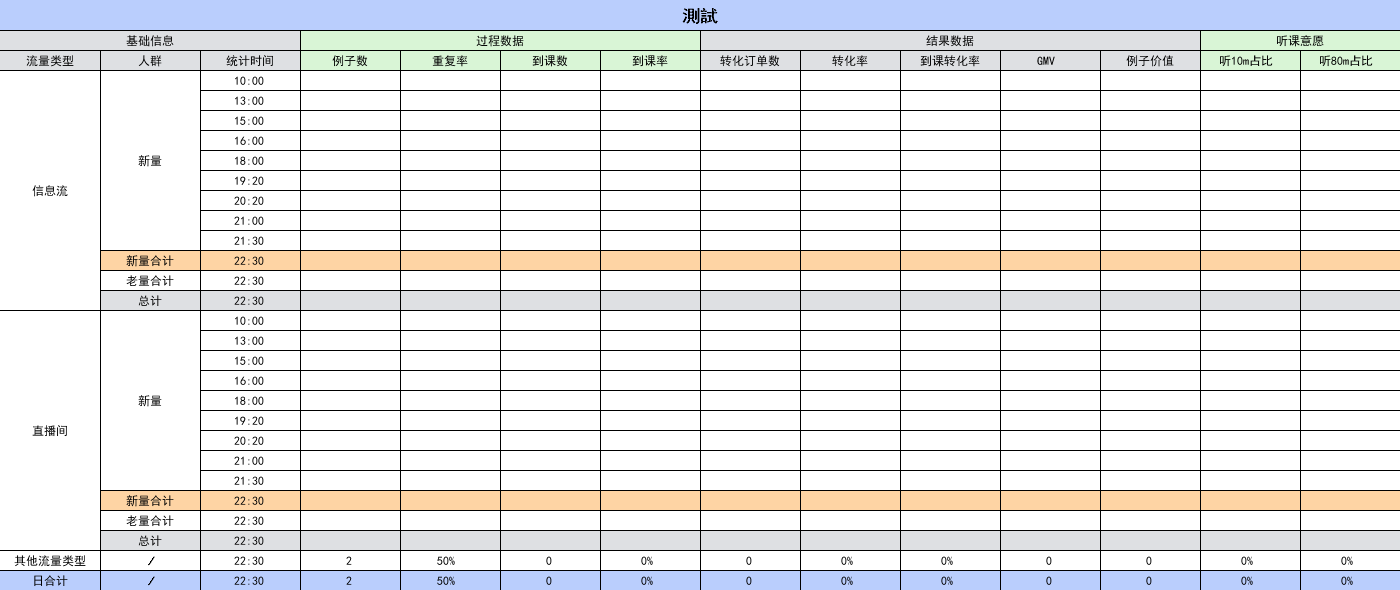 測試
基础信息 过程数据 结果数据 听课意愿
流量类型 人群 统计时间 例子数 重复率 到课数 到课率 转化订单数 转化率 到课转化率 GMV 例子价值 听10m占比 听80m占比
10:00
13:00
15:00
16:00
新量 18:00
信息流
19:20
20:20
21:00
21:30
新量合计 22:30
老量合计 22:30
总计 22:30
10:00
13:00
15:00
16:00
新量 18:00
19:20
直播间
20:20
21:00
21:30
新量合计 22:30
老量合计 22:30
总计 22:30
其他流量类型 / 22:30 2 50% 0 0% 0 0% 0% 0 0 0% 0%
日合计 / 22:30 2 50% 0 0% 0 0% 0% 0 0 0% 0%